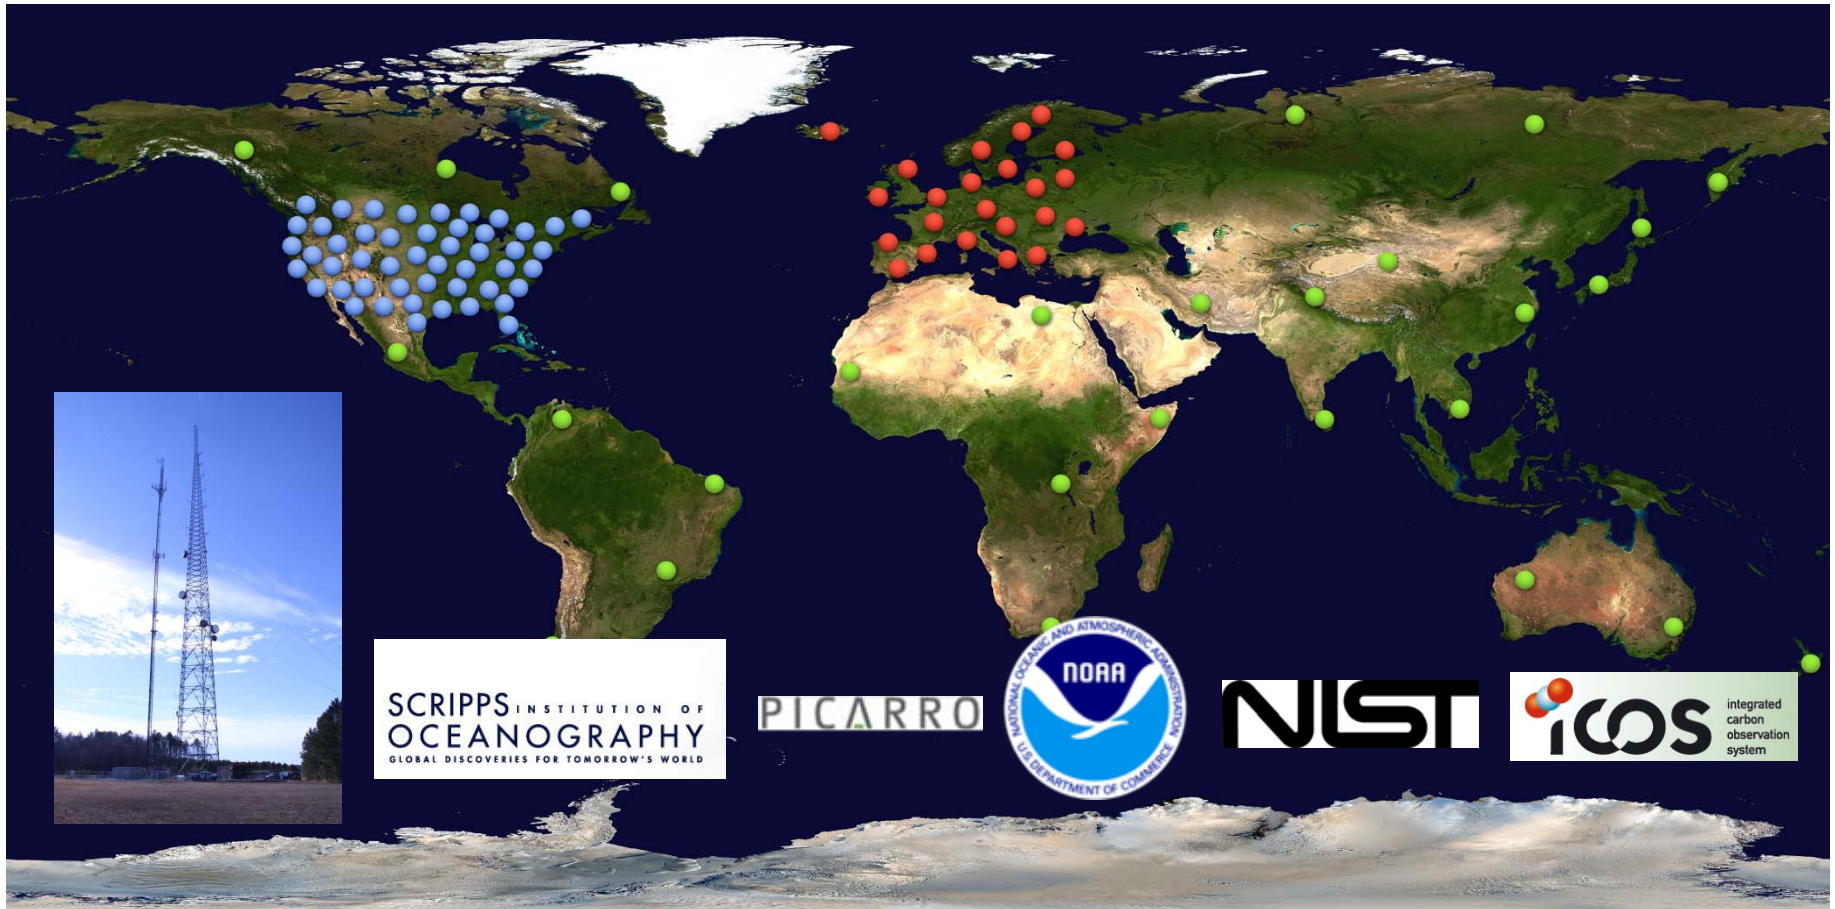 SCRIPPS INSTITUTION OF
OCEANOGRAPHY
GLOBAL DISCOVERIES FOR TOMORROW'S WORLD
PICARRO
NATIONAL OCEANIC AND ATMOSPHERIC ADMINISTRATION
NOAA
U.S. DEPARTMENT OF COMMERCE
NIST
ICOS
integrated
carbon
observation
system